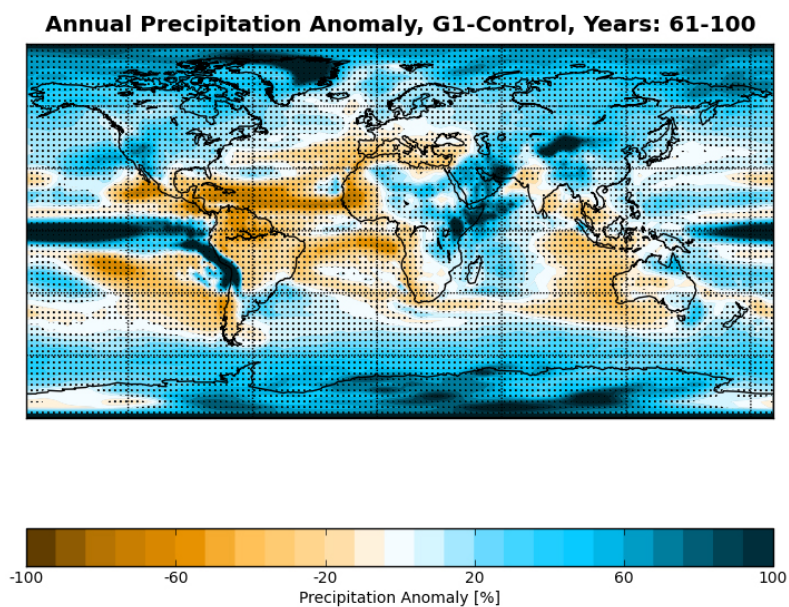 Annual Precipitation Anomaly, G1-Control, Years: 61-100
-100 -60 -20 20 60 100
Precipitation Anomaly [%]